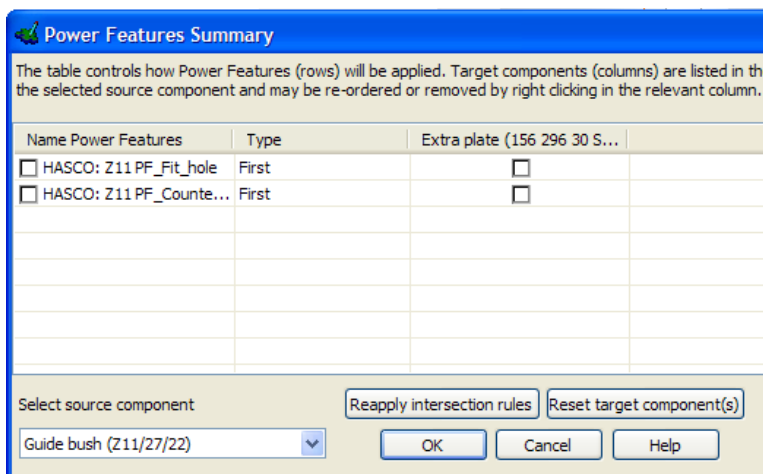 Power Features Summary
The table controls how Power Features (rows) will be applied. Target components (columns) are listed in th
the selected source component and may be re-ordered or removed by right clicking in the relevant column.
Name Power Features Type Extra plate (156 296 30 S...
HASCO: Z11 PF_Fit_hole First
HASCO: Z11 PF_Counte... First
Select source component Reapply intersection rules Reset target component(s)
Guide bush (Z11/27/22) OK Cancel Help